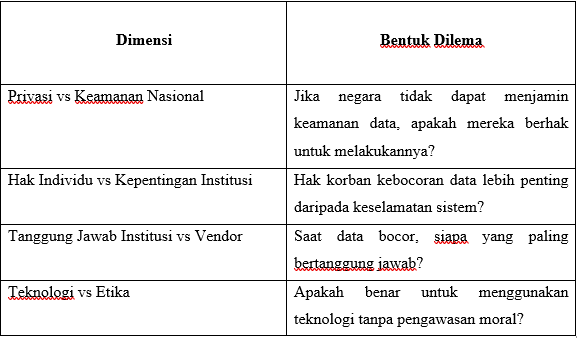 Dimensi
Bentuk Dilema
Privasi vs Keamanan Nasional
Jika negara tidak dapat menjamin
keamanan data, apakah mereka berhak
untuk melakukannya?
Hak Individu vs Kepentingan Institusi
Hak korban kebocoran data lebih penting
daripada keselamatan sistem?
Tanggung Jawab Institusi vs Vendor
Saat data bocor, siapa yang paling
bertanggung jawab?
Teknologi vs Etika
Apakah benar untuk menggunakan
teknologi tanpa pengawasan moral?